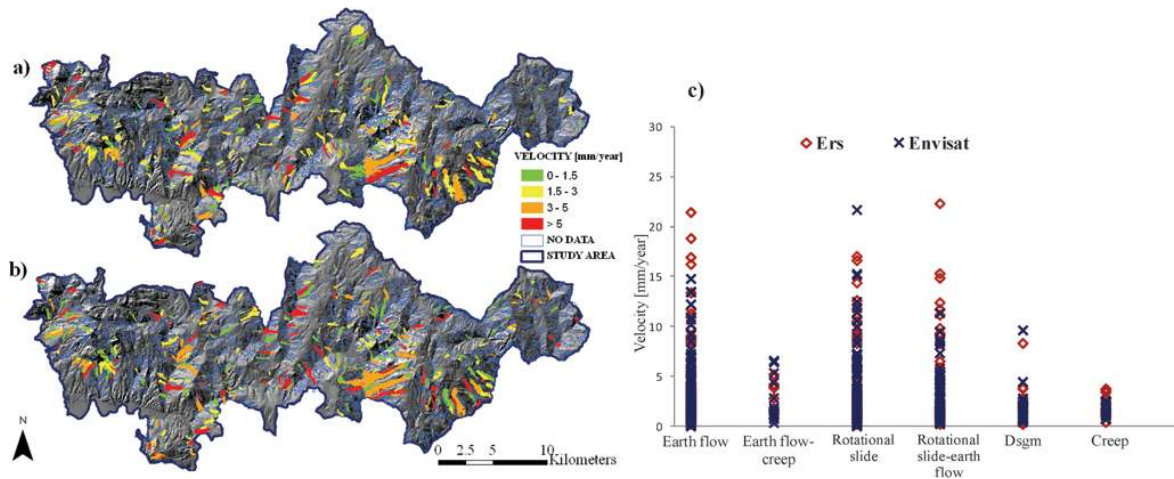 a)
VELOCITY [mm/year]
0 - 1.5
1.5 - 3
3 - 5
> 5
NO DATA
STUDY AREA
b)
N
0 2.5 5 10
Kilometers
c)
Ers Envisat
Velocity [mm/year]
30
25
20
15
10
5
0
Earth flow
Earth flow-
creep
Rotational
slide
Rotational
slide-earth
flow
Dsgm
Creep